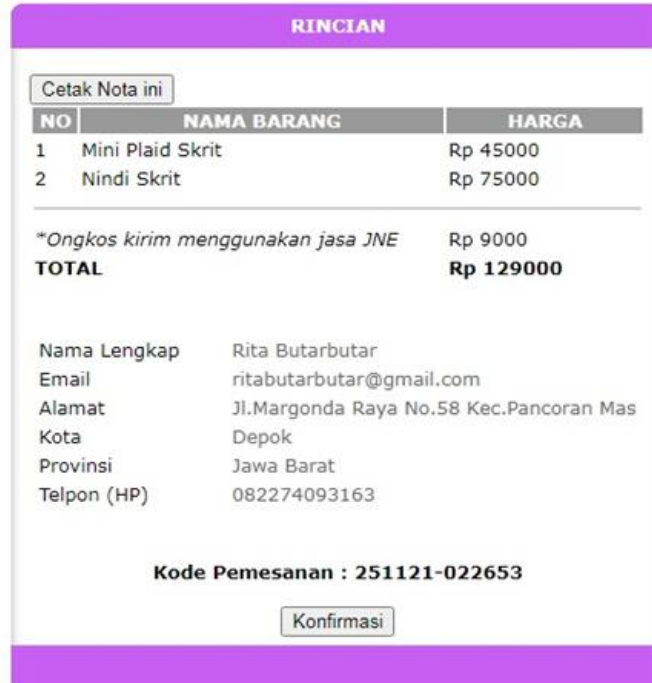 RINCIAN
Cetak Nota ini
NO NAMA BARANG HARGA
1 Mini Plaid Skrit Rp 45000
2 Nindi Skrit Rp 75000
*Ongkos kirim menggunakan jasa JNE Rp 9000
TOTAL Rp 129000
Nama Lengkap Rita Butarbutar
Email ritabutarbutar@gmail.com
Alamat Jl.Margonda Raya No.58 Kec.Pancoran Mas
Kota Depok
Provinsi Jawa Barat
Telpon (HP) 082274093163
Kode Pemesanan : 251121-022653
Konfirmasi